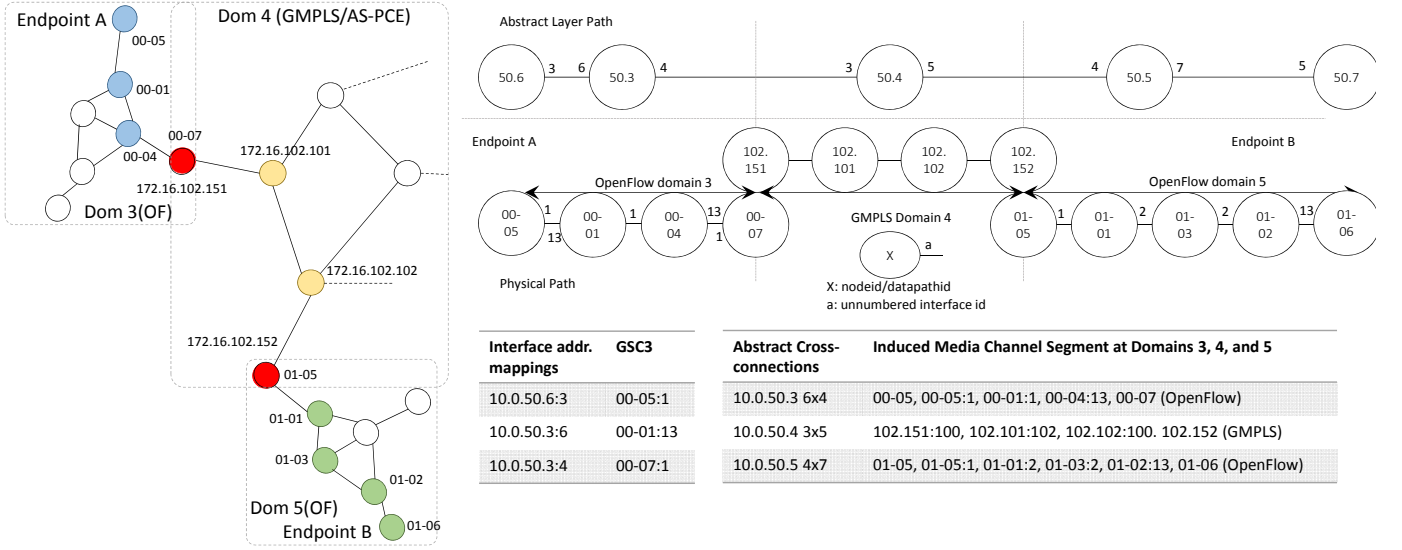 Endpoint A
00-05
00-01
00-04
00-07
172.16.102.151
Dom 3(OF)
Dom 4 (GMPLS/AS-PCE)
172.16.102.101
172.16.102.102
172.16.102.152
01-05
01-01
01-03
01-02
01-06
Dom 5(OF)
Endpoint B
Abstract Layer Path
50.6
3
6
50.3
4
3
50.4
5
4
50.5
7
5
50.7
Endpoint A
Endpoint B
102.
151
102.
101
102.
102
102.
152
OpenFlow domain 3
OpenFlow domain 5
00-
05
1
13
00-
01
1
00-
04
13
1
00-
07
GMPLS Domain 4
X
a
01-
05
1
01-
01
2
01-
03
2
01-
02
13
01-
06
Physical Path
X: nodeid/datapathid
a: unnumbered interface id
Interface addr. GSC3
mappings
10.0.50.6:3 00-05:1
10.0.50.3:6 00-01:13
10.0.50.3:4 00-07:1
Abstract Cross- Induced Media Channel Segment at Domains 3, 4, and 5
connections
10.0.50.3 6x4 00-05, 00-05:1, 00-01:1, 00-04:13, 00-07 (OpenFlow)
10.0.50.4 3x5 102.151:100, 102.101:102, 102.102:100. 102.152 (GMPLS)
10.0.50.5 4x7 01-05, 01-05:1, 01-01:2, 01-03:2, 01-02:13, 01-06 (OpenFlow)